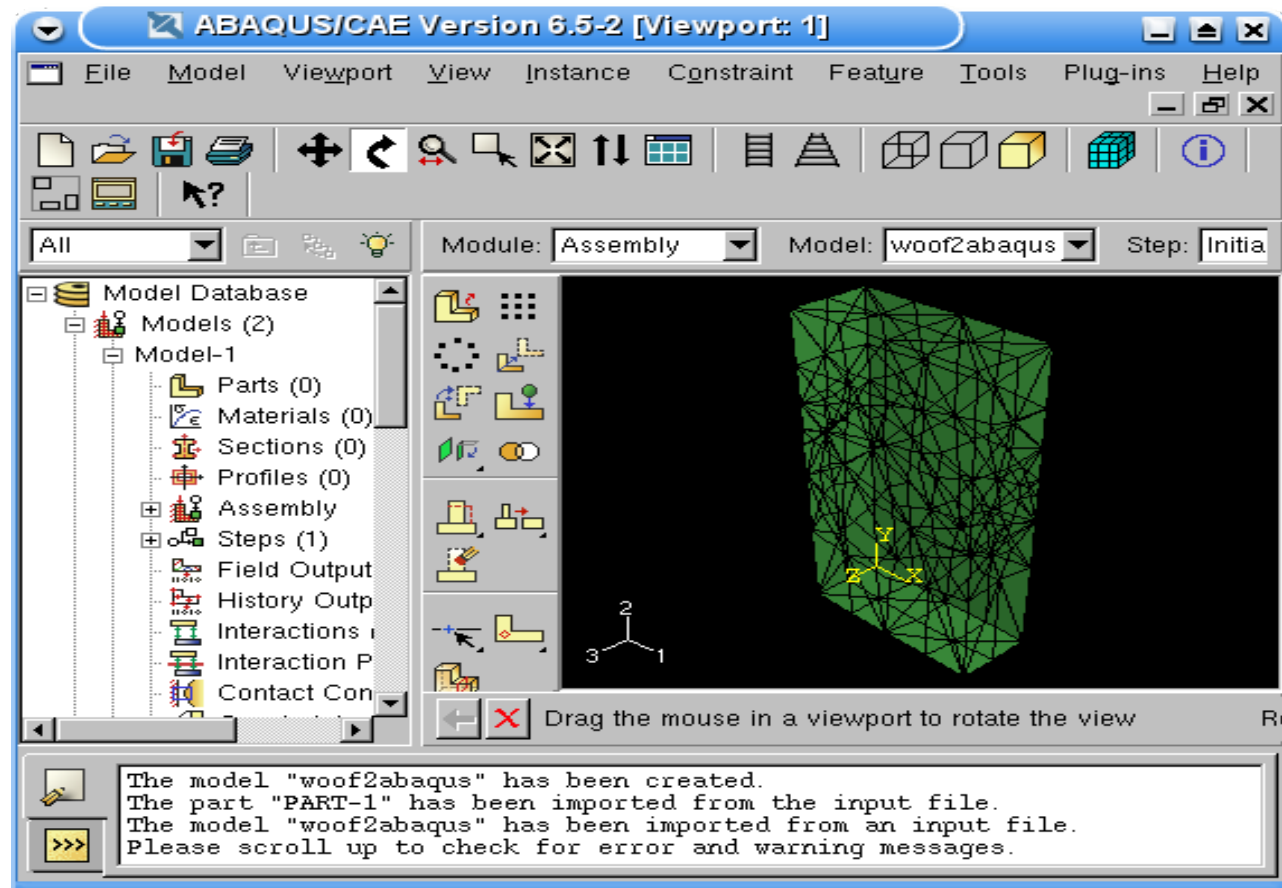 ABAQUS/CAE Version 6.5-2 [Viewport: 1]
File Model Viewport View Instance Constraint Feature Tools Plug-ins Help
All Module: Assembly Model: woof2abaqus Step: Initia
Model Database
Models (2)
Model-1
Parts (0)
Materials (0)
Sections (0)
Profiles (0)
Assembly
Steps (1)
Field Output
History Outp
Interactions
Interaction P
Contact Con
Y
Z X
2
3 1
Drag the mouse in a viewport to rotate the view
The model "woof2abaqus" has been created.
The part "PART-1" has been imported from the input file.
The model "woof2abaqus" has been imported from an input file.
Please scroll up to check for error and warning messages.
>>>